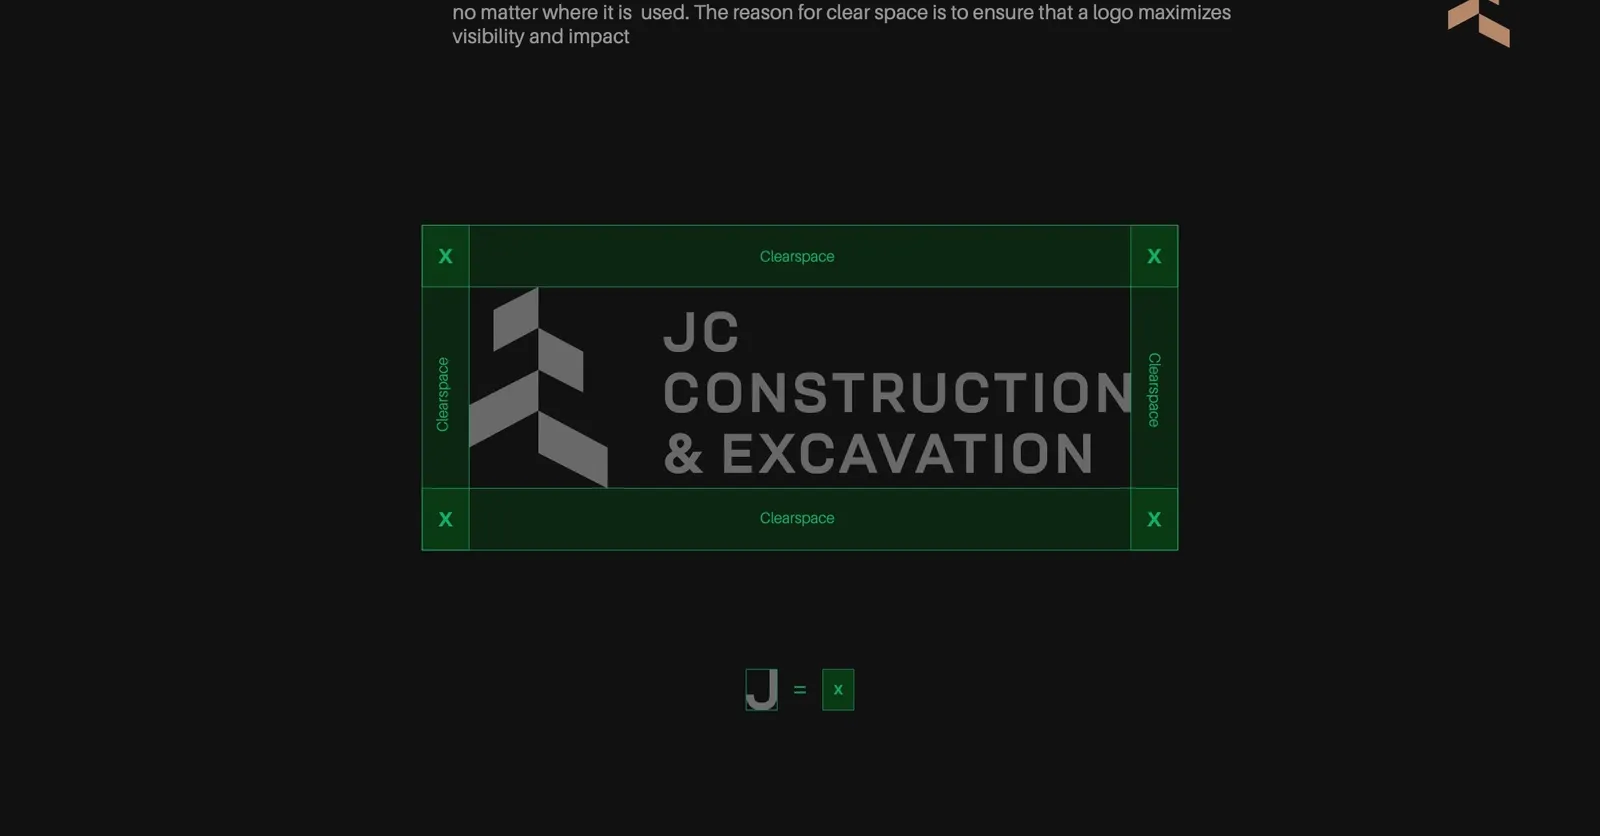 no matter where it is  used. The reason for clear space is to ensure that a logo maximizes
visibility and impact
X
Clearspace
X
Clearspace
JC
CONSTRUCTION
& EXCAVATION
Clearspace
X
Clearspace
X
J = x